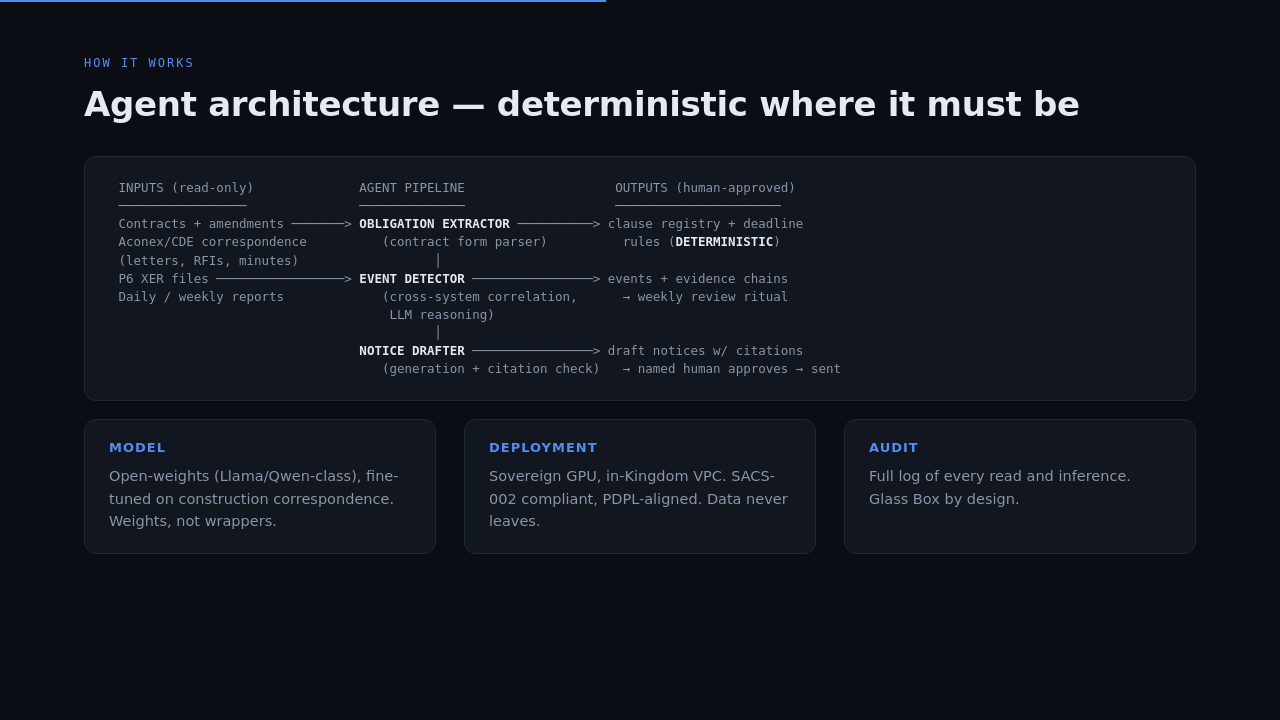 HOW IT WORKS
Agent architecture — deterministic where it must be
INPUTS (read-only)              AGENT PIPELINE                    OUTPUTS (human-approved)
─────────────────               ──────────────                    ──────────────────────
Contracts + amendments ───────> OBLIGATION EXTRACTOR ──────────> clause registry + deadline
Aconex/CDE correspondence          (contract form parser)          rules (DETERMINISTIC)
(letters, RFIs, minutes)                  │
P6 XER files ─────────────────> EVENT DETECTOR ────────────────> events + evidence chains
Daily / weekly reports             (cross-system correlation,      → weekly review ritual
                                    LLM reasoning)
                                          │
                                NOTICE DRAFTER ────────────────> draft notices w/ citations
                                   (generation + citation check)   → named human approves → sent
MODEL
Open-weights (Llama/Qwen-class), fine-
tuned on construction correspondence.
Weights, not wrappers.
DEPLOYMENT
Sovereign GPU, in-Kingdom VPC. SACS-
002 compliant, PDPL-aligned. Data never
leaves.
AUDIT
Full log of every read and inference.
Glass Box by design.